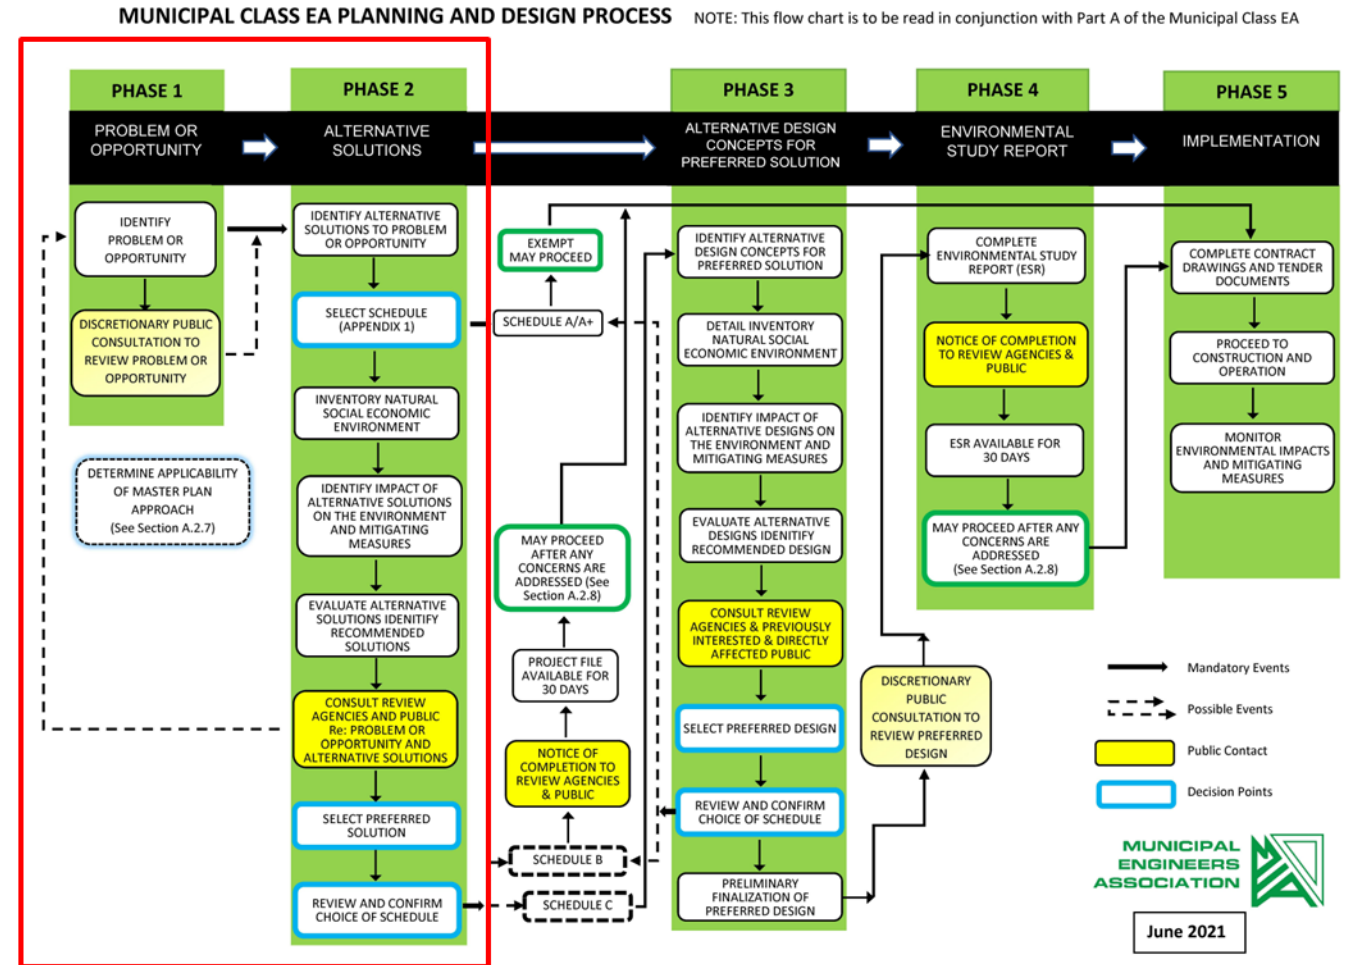 MUNICIPAL CLASS EA PLANNING AND DESIGN PROCESS
NOTE: This flow chart is to be read in conjunction with Part A of the Municipal Class EA
PHASE 1
PROBLEM OR
OPPORTUNITY
IDENTIFY
PROBLEM OR
OPPORTUNITY
DISCRETIONARY PUBLIC
CONSULTATION TO
REVIEW PROBLEM OR
OPPORTUNITY
DETERMINE APPLICABILITY
OF MASTER PLAN
APPROACH
(See Section A.2.7)
PHASE 2
ALTERNATIVE
SOLUTIONS
IDENTIFY ALTERNATIVE
SOLUTIONS TO PROBLEM
OR OPPORTUNITY
SELECT SCHEDULE
(APPENDIX 1)
INVENTORY NATURAL
SOCIAL ECONOMIC
ENVIRONMENT
IDENTIFY IMPACT OF
ALTERNATIVE SOLUTIONS
ON THE ENVIRONMENT
AND MITIGATING
MEASURES
EVALUATE ALTERNATIVE
SOLUTIONS IDENITIFY
RECOMMENDED
SOLUTIONS
CONSULT REVIEW
AGENCIES AND PUBLIC
Re: PROBLEM OR
OPPORTUNITY AND
ALTERNATIVE SOLUTIONS
SELECT PREFERRED
SOLUTION
REVIEW AND CONFIRM
CHOICE OF SCHEDULE
EXEMPT
MAY PROCEED
SCHEDULE A/A+
MAY PROCEED
AFTER ANY
CONCERNS ARE
ADDRESSED (See
Section A.2.8)
PROJECT FILE
AVAILABLE FOR
30 DAYS
NOTICE OF
COMPLETION TO
REVIEW AGENCIES
& PUBLIC
SCHEDULE B
SCHEDULE C
PHASE 3
ALTERNATIVE DESIGN
CONCEPTS FOR
PREFERRED SOLUTION
IDENTIFY ALTERNATIVE
DESIGN CONCEPTS FOR
PREFERRED SOLUTION
DETAIL INVENTORY
NATURAL SOCIAL
ECONOMIC ENVIRONMENT
IDENTIFY IMPACT OF
ALTERNATIVE DESIGNS ON
THE ENVIRONMENT AND
MITIGATING MEASURES
EVALUATE ALTERNATIVE
DESIGNS IDENITIFY
RECOMMENDED DESIGN
CONSULT REVIEW
AGENCIES & PREVIOUSLY
INTERESTED & DIRECTLY
AFFECTED PUBLIC
SELECT PREFERRED DESIGN
REVIEW AND CONFIRM
CHOICE OF SCHEDULE
PRELIMINARY
FINALIZATION OF
PREFERRED DESIGN
PHASE 4
ENVIRONMENTAL
STUDY REPORT
COMPLETE
ENVIRONMENTAL STUDY
REPORT (ESR)
NOTICE OF COMPLETION
TO REVIEW AGENCIES &
PUBLIC
ESR AVAILABLE FOR
30 DAYS
MAY PROCEED AFTER ANY
CONCERNS ARE
ADDRESSED
(See Section A.2.8)
DISCRETIONARY
PUBLIC
CONSULTATION TO
REVIEW PREFERRED
DESIGN
PHASE 5
IMPLEMENTATION
COMPLETE CONTRACT
DRAWINGS AND TENDER
DOCUMENTS
PROCEED TO
CONSTRUCTION AND
OPERATION
MONITOR
ENVIRONMENTAL IMPACTS
AND MITIGATING
MEASURES
Mandatory Events
Possible Events
Public Contact
Decision Points
MUNICIPAL
ENGINEERS
ASSOCIATION
MEA
June 2021